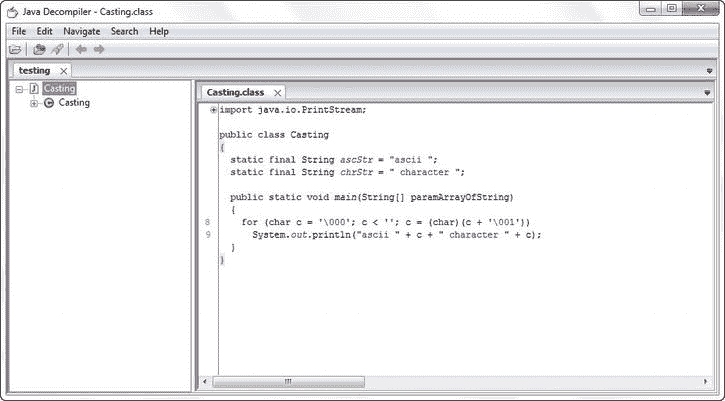 Java Decompiler - Casting.class
File Edit Navigate Search Help
testing
Casting
Casting
Casting.class
import java.io.PrintStream;
public class Casting
{
static final String ascStr = "ascii ";
static final String chrStr = " character ";
public static void main(String[] paramArrayOfString)
{
8 for (char c = '\000'; c < ''; c = (char)(c + '\001'))
9 System.out.println("ascii " + c + " character " + c);
}
}